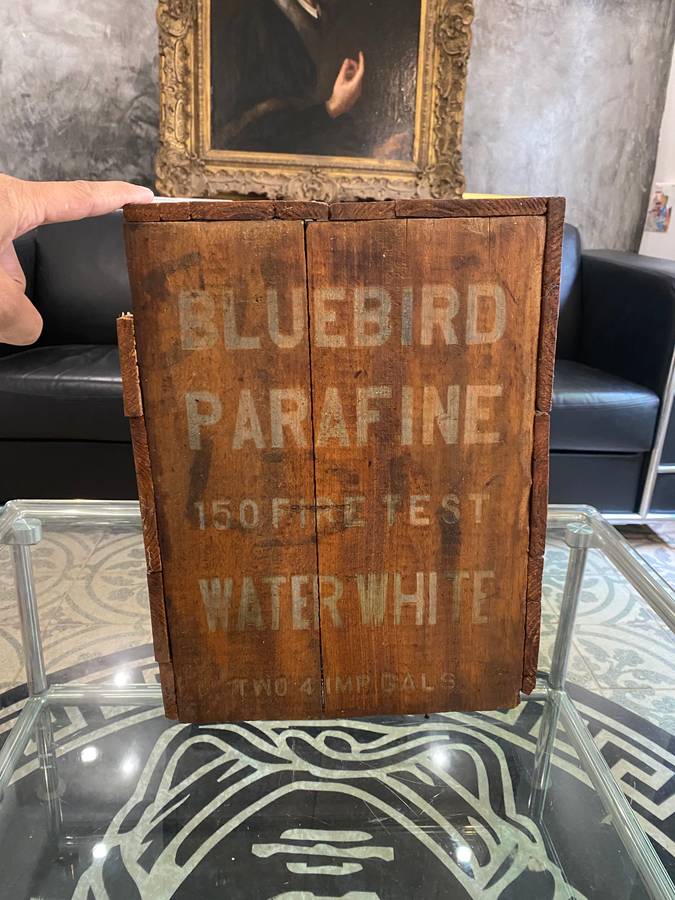 BLUEBIRD
PARAFINE
150 FIRE TEST
WATER WHITE
TWO 4 IMP. GALS